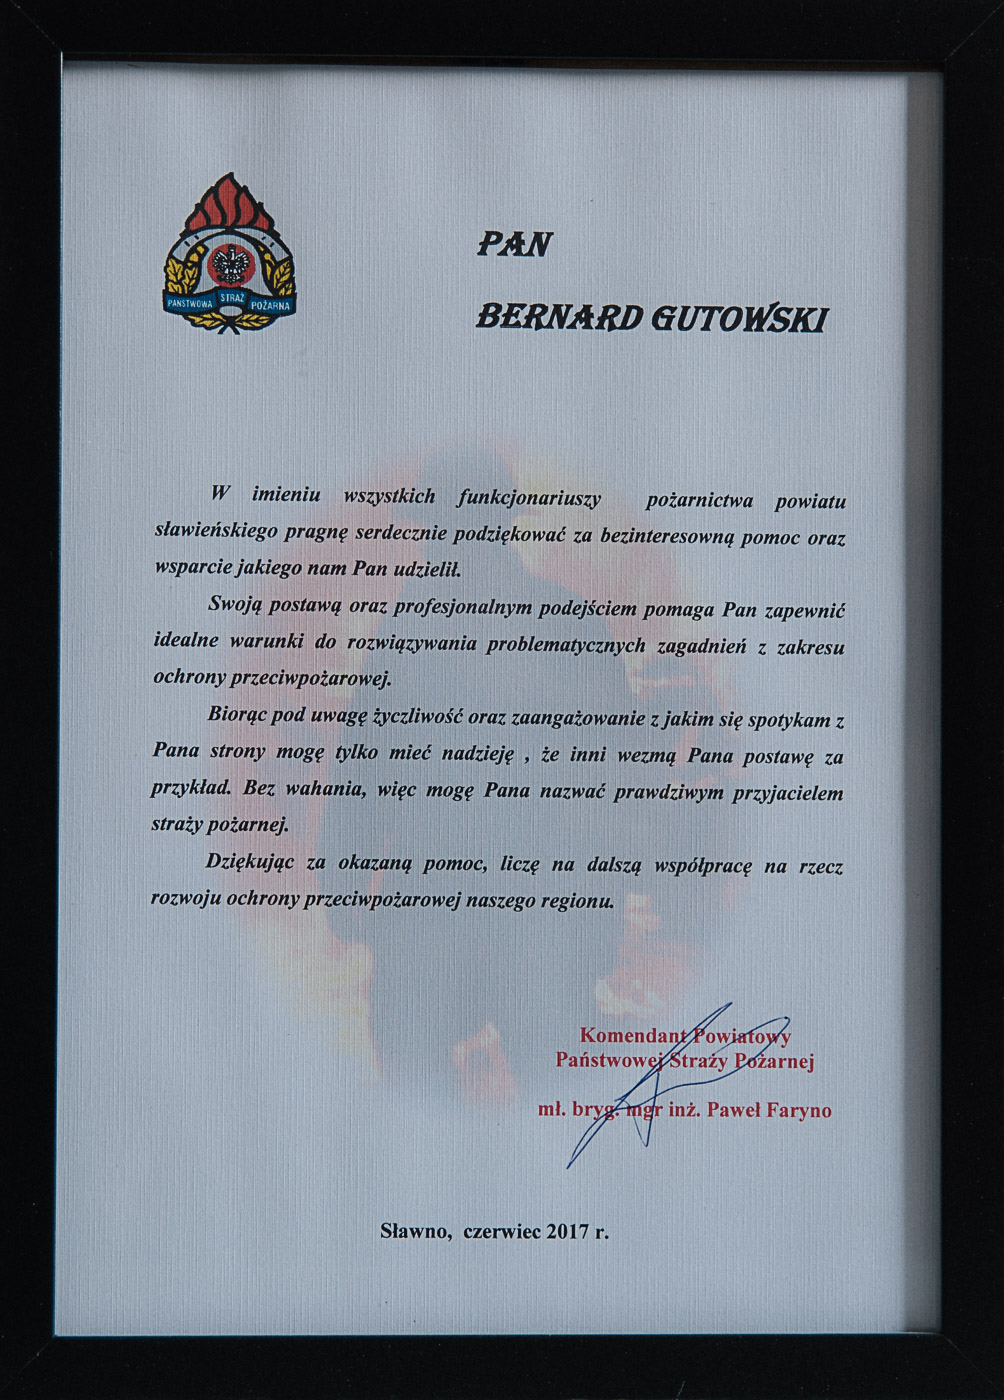 PAŃSTWOWA STRAŻ POŻARNA
PAN
BERNARD GUTOWSKI
W imieniu wszystkich funkcjonariuszy pożarnictwa powiatu
sławieńskiego pragnę serdecznie podziękować za bezinteresowną pomoc oraz
wsparcie jakiego nam Pan udzielił.
Swoją postawą oraz profesjonalnym podejściem pomaga Pan zapewnić
idealne warunki do rozwiązywania problematycznych zagadnień z zakresu
ochrony przeciwpożarowej.
Biorąc pod uwagę życzliwość oraz zaangażowanie z jakim się spotykam z
Pana strony mogę tylko mieć nadzieję , że inni wezmą Pana postawę za
przykład. Bez wahania, więc mogę Pana nazwać prawdziwym przyjacielem
straży pożarnej.
Dziękując za okazaną pomoc, liczę na dalszą współpracę na rzecz
rozwoju ochrony przeciwpożarowej naszego regionu.
Komendant Powiatowy
Państwowej Straży Pożarnej
mł. bryg. mgr inż. Paweł Faryno
Sławno, czerwiec 2017 r.